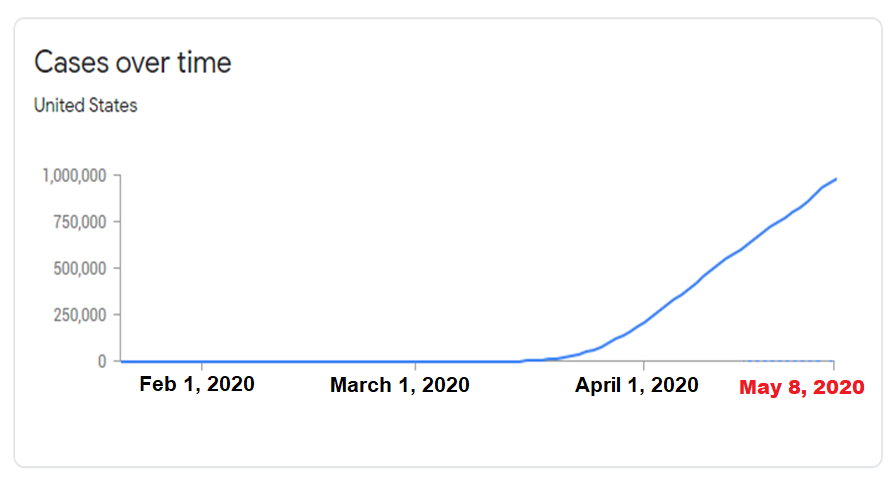 Cases over time
United States
1,000,000
750,000
500,000
250,000
0
Feb 1, 2020 March 1, 2020 April 1, 2020 May 8, 2020